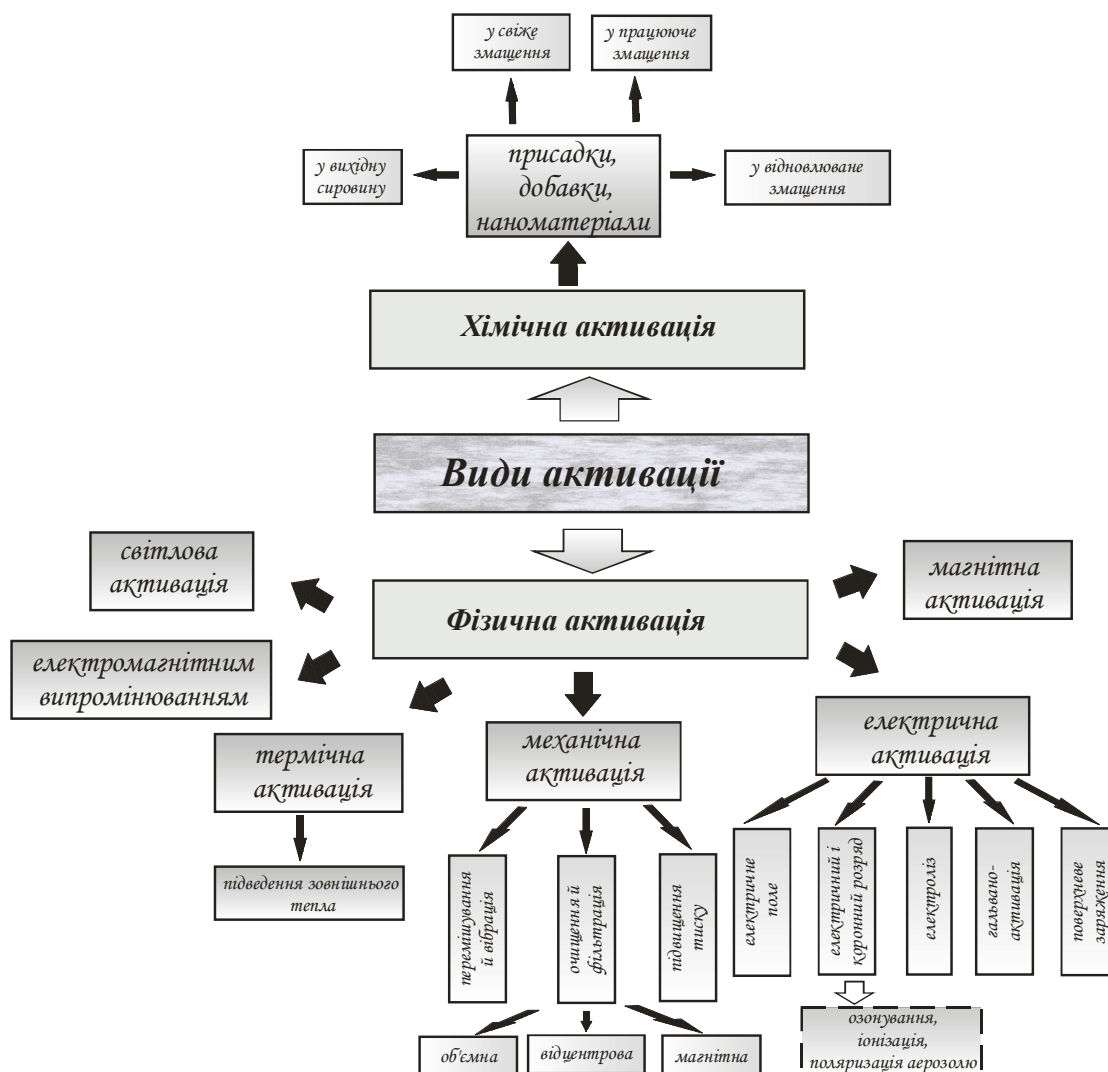 у свіже
змащення
у працююче
змащення
присадки,
добавки,
наноматеріали
у вихідну
сировину
у відновлюване
змащення
Хімічна активація
Види активації
світлова
активація
магнітна
активація
Фізична активація
електромагнітним
випромінюванням
термічна
активація
механічна
активація
електрична
активація
підведення зовнішнього
тепла
перемішування
й вібрація
очищення й
фільтрація
підвищення
тиску
електричне
поле
електричний і
коронний розряд
електроліз
гальвано-
активація
поверхневе
заряження
об'ємна
відцентрова
магнітна
озонування,
іонізація,
поляризація аерозолю